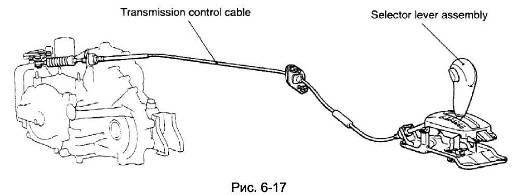 Transmission control cable
Selector lever assembly
Рис. 6-17